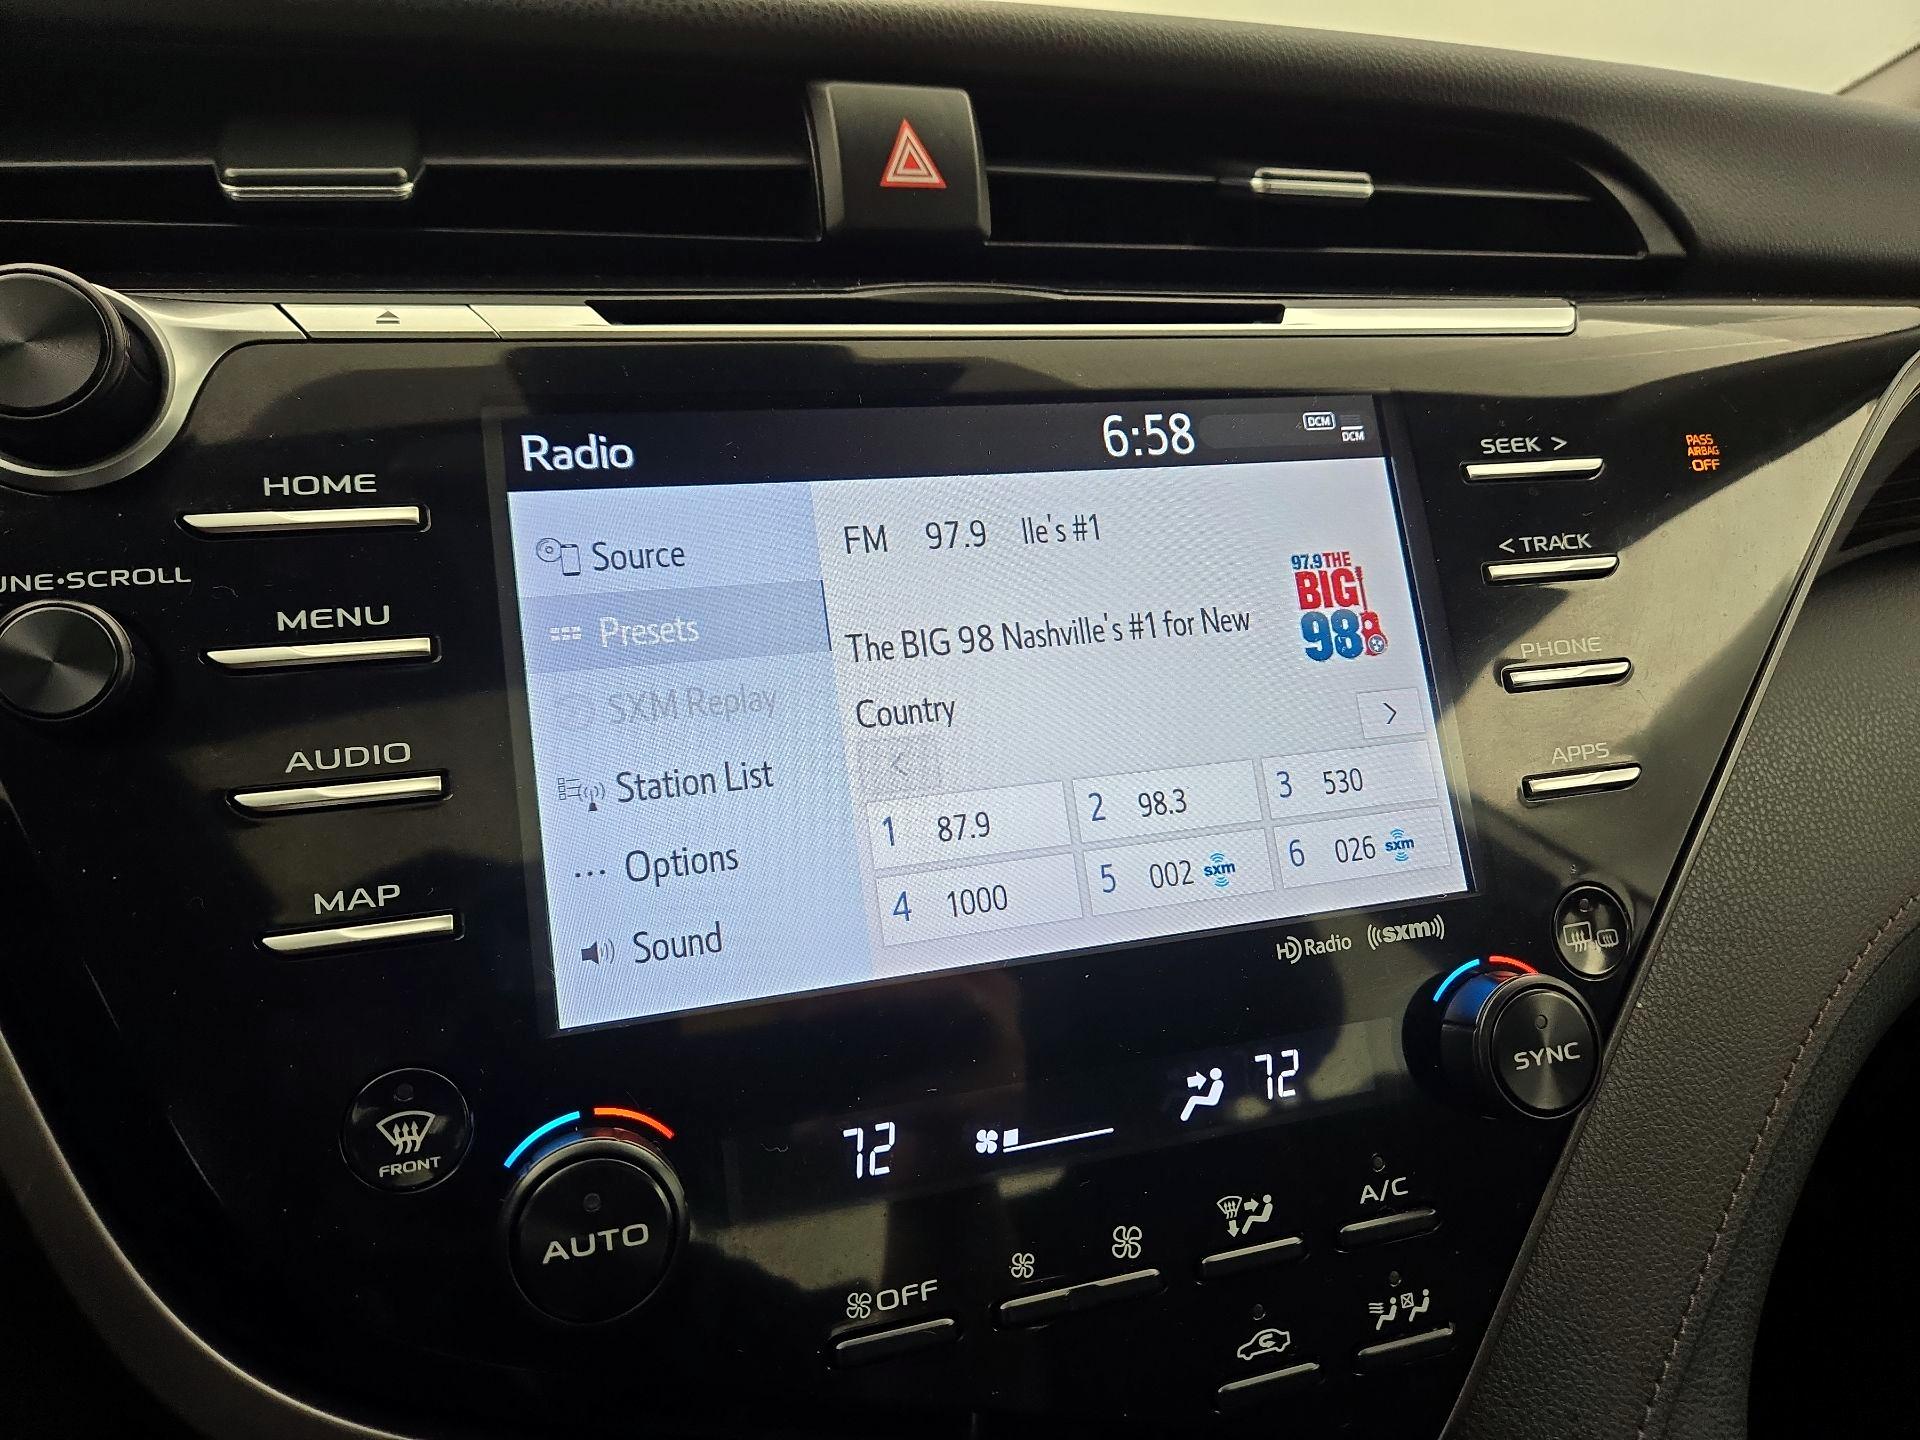 Radio
6:58
DCM
DCM
SEEK >
PASS
AIRBAG
OFF
HOME
Source
FM 97.9 lle's #1
97.9 THE
BIG
98
< TRACK
UNE•SCROLL
MENU
Presets
The BIG 98 Nashville's #1 for New
Country
PHONE
SXM Replay
>
<
AUDIO
Station List
1 87.9
2 98.3
3 530
APPS
Options
4 1000
5 002 sxm
6 026 sxm
MAP
Sound
HD Radio
((sxm))
SYNC
72
72
FRONT
AUTO
A/C
OFF